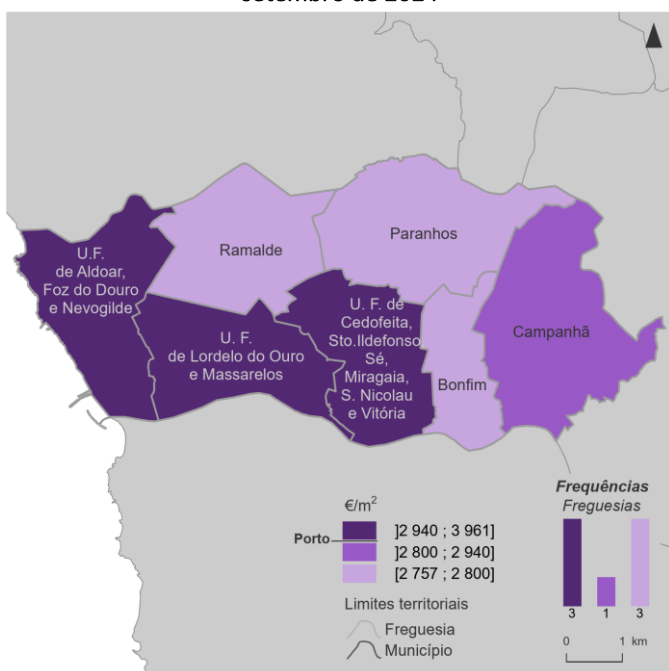 setembro de 2024
U.F.
de Aldoar,
Foz do Douro
e Nevogilde
Ramalde
Paranhos
U. F.
de Lordelo do Ouro
e Massarelos
U. F. de
Cedofeita,
Sto.Ildefonso,
Sé,
Miragaia,
S. Nicolau
e Vitória
Bonfim
Campanhã
€/m²
Porto
]2 940 ; 3 961]
]2 800 ; 2 940]
[2 757 ; 2 800]
Limites territoriais
Freguesia
Município
Frequências
Freguesias
3 1 3
0 1 km